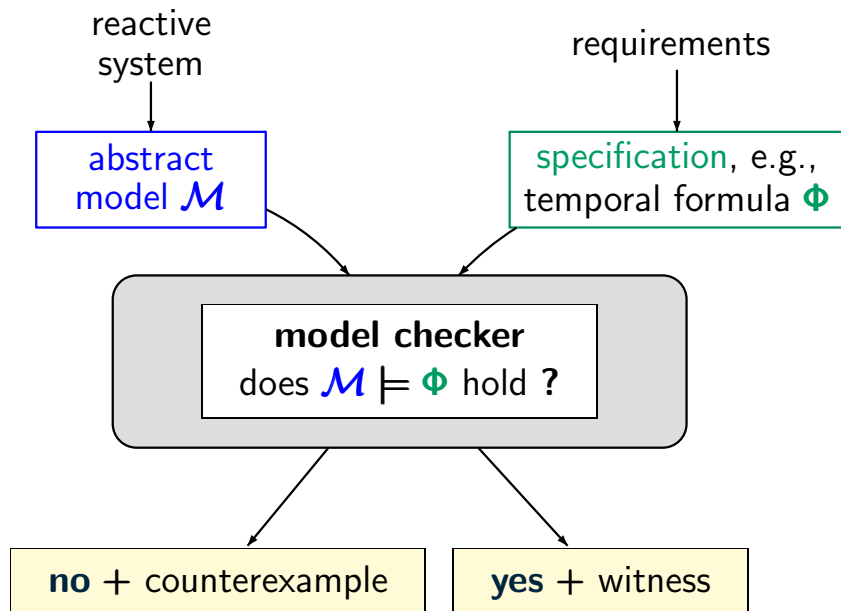 reactive
system
requirements
abstract
model ℳ
specification, e.g.,
temporal formula Φ
model checker
does ℳ ⊨ Φ hold ?
no + counterexample
yes + witness